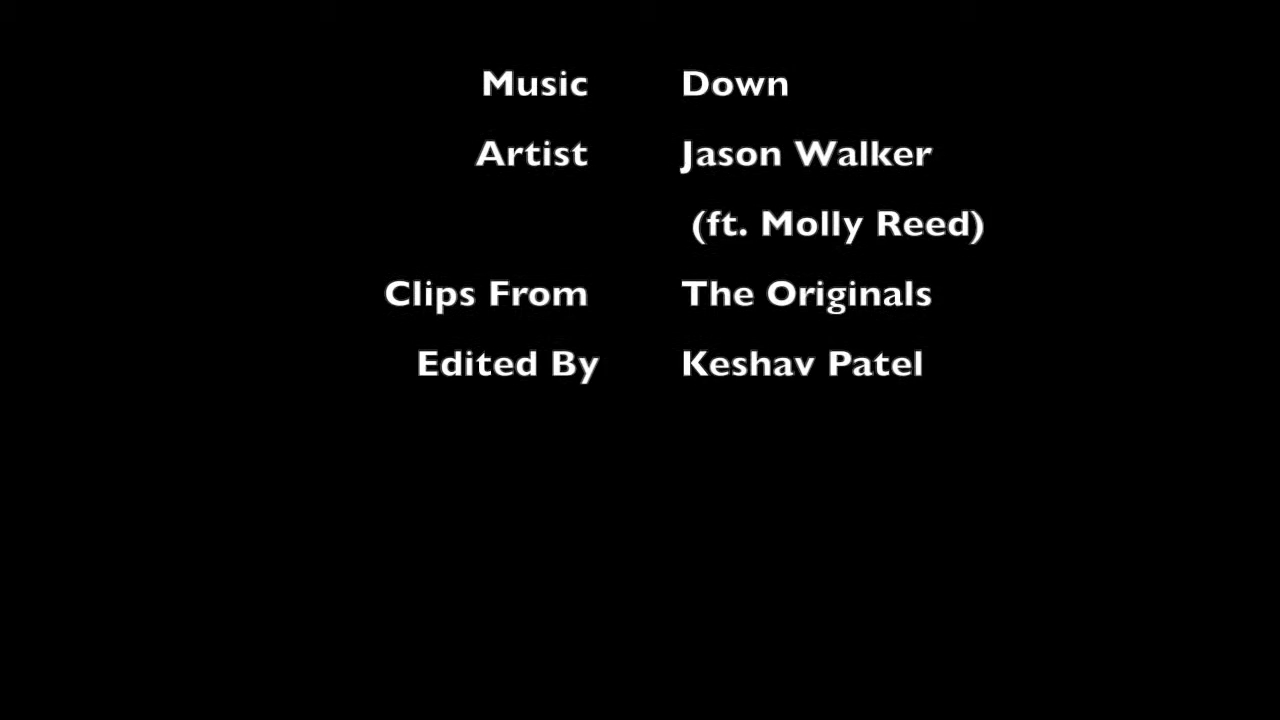 Music Down
Artist Jason Walker
(ft. Molly Reed)
Clips From The Originals
Edited By Keshav Patel